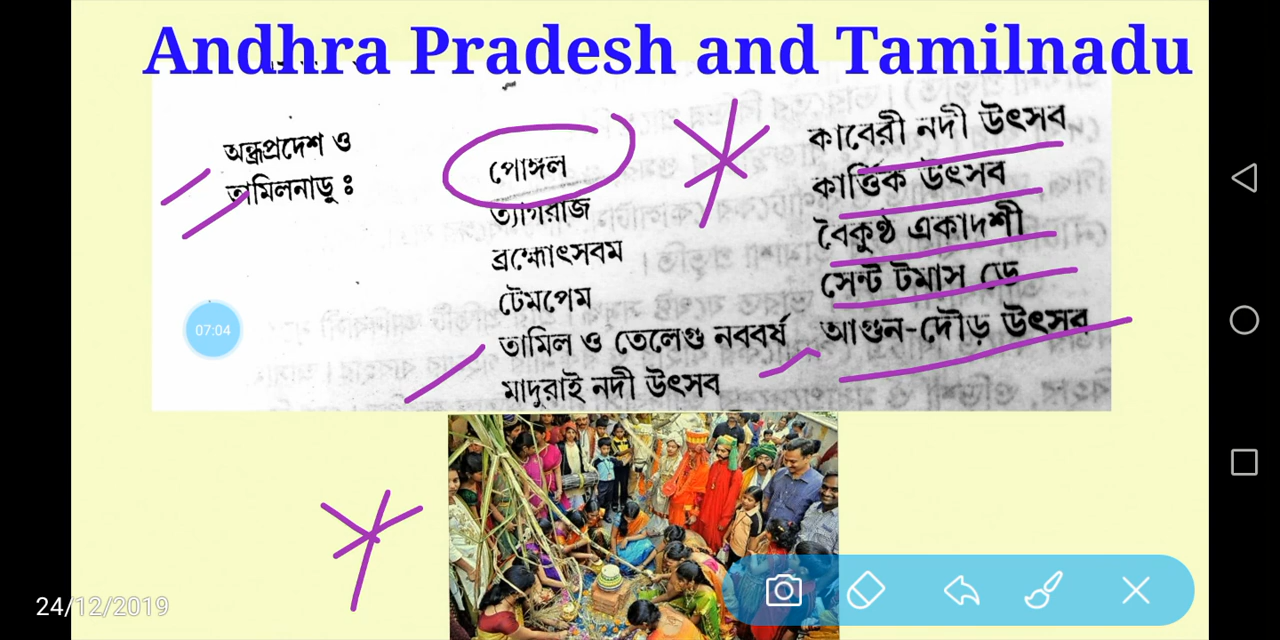 Andhra Pradesh and Tamilnadu
অন্ধ্রপ্রদেশ ও
তামিলনাড়ু ঃ
পোঙ্গল
ত্যাগরাজ
ব্রহ্মোৎসবম
টেমপেম
তামিল ও তেলেগু নববর্ষ
মাদুরাই নদী উৎসব
কাবেরী নদী উৎসব
কার্ত্তিক উৎসব
বৈকুণ্ঠ একাদশী
সেন্ট টমাস ডে
আগুন-দৌড় উৎসব
07:04
24/12/2019